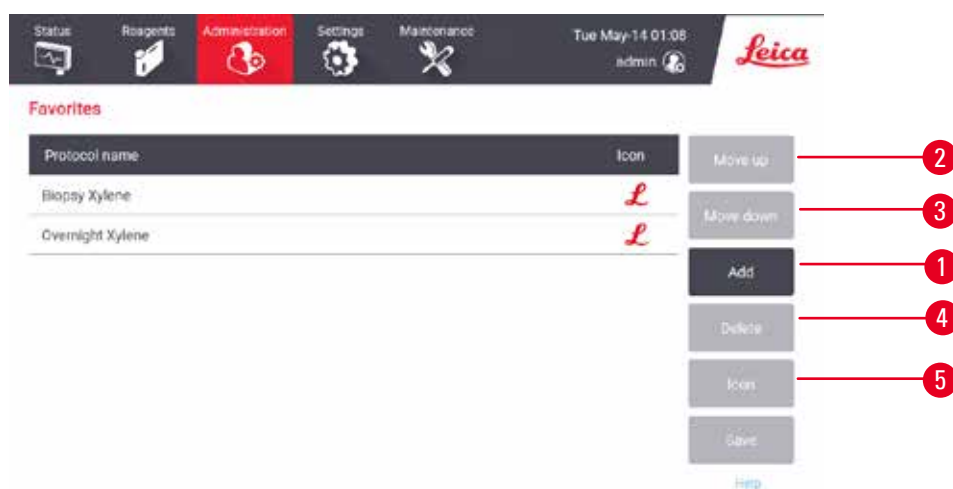 Status Reagents Administration Settings Maintenance Tue May-14 01:08
admin
Leica
Favorites
Protocol name Icon
Biopsy Xylene L
Overnight Xylene L
Move up 2
Move down 3
Add 1
Delete 4
Icon 5
Save
Help